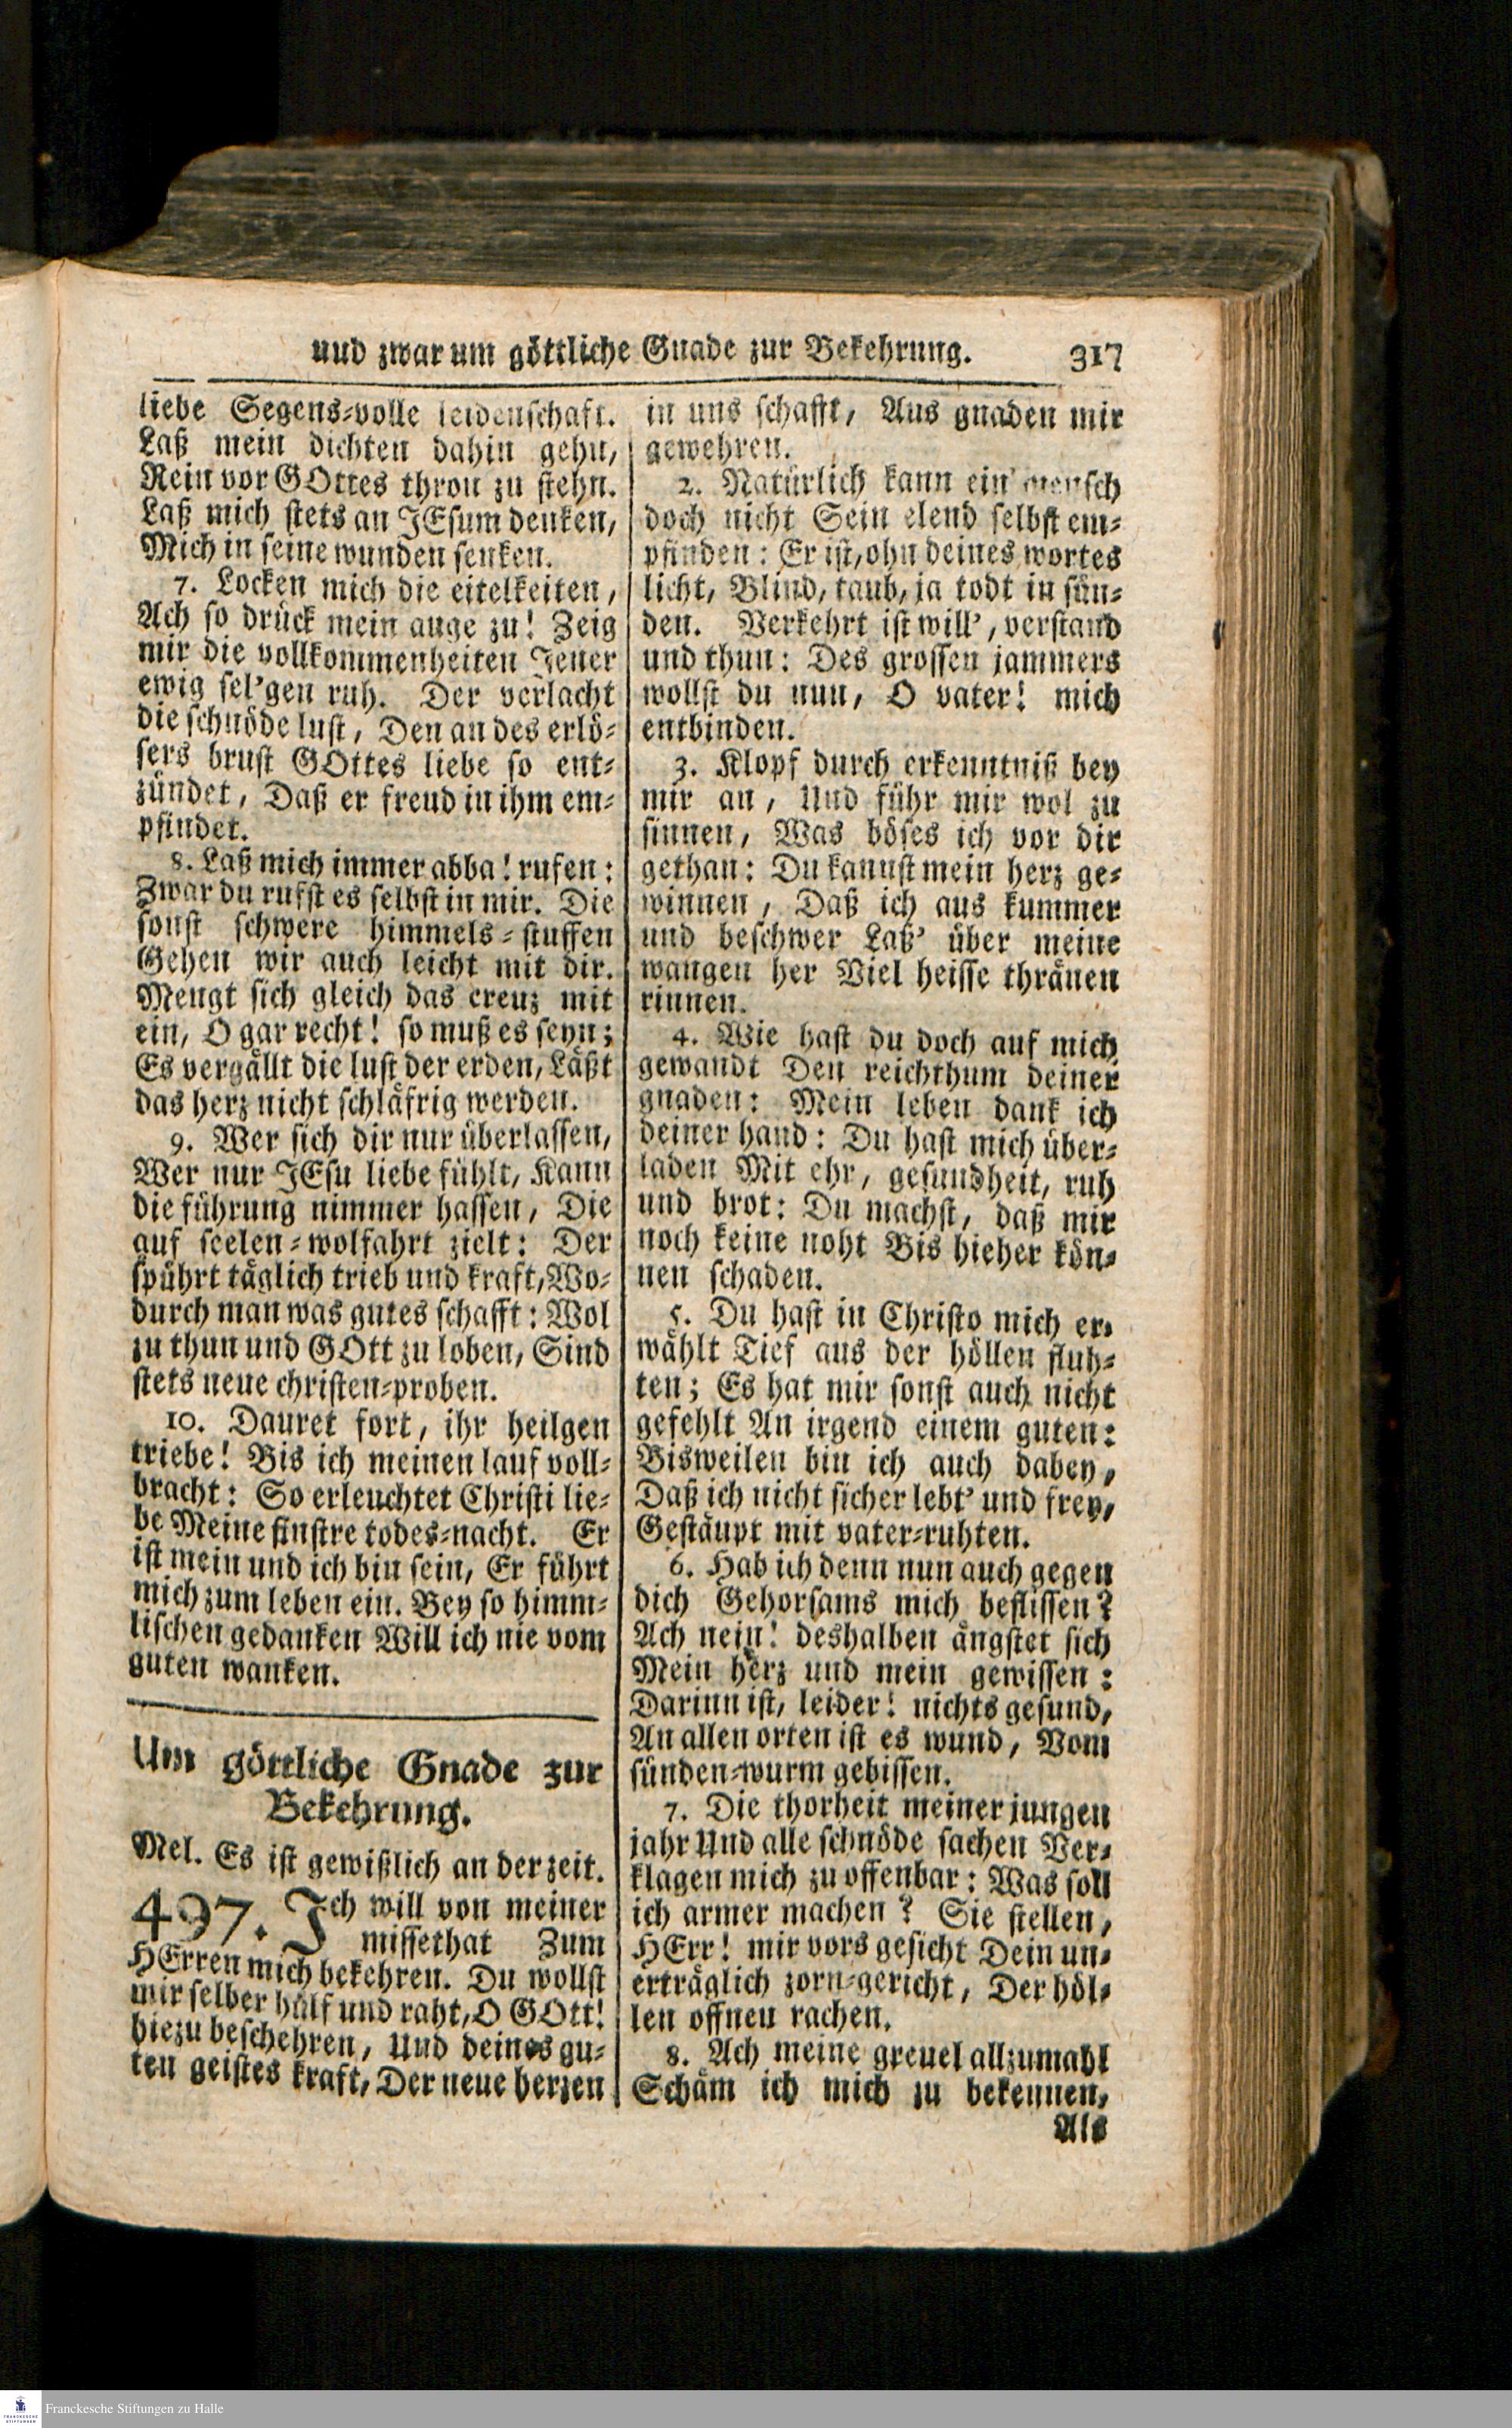 und zwar um göttliche Gnade zur Bekehrung. 317
liebe Segens-volle leidenschaft.
Laß mein dichten dahin gehn,
Rein vor GOttes thron zu stehn.
Laß mich stets an JEsum denken,
Mich in seine wunden senken.
7. Locken mich die eitelkeiten,
Ach so drück mein auge zu! Zeig
mir die vollkommenheiten Jener
ewig sel'gen ruh. Der verlacht
die schnöde lust, Den an des erlö-
sers brust GOttes liebe so ent-
zündet, Daß er freud in ihm em-
pfindet.
8. Laß mich immer abba! rufen:
Zwar du rufst es selbst in mir. Die
sonst schwere himmels-stuffen
Gehen wir auch leicht mit dir.
Mengt sich gleich das creuz mit
ein, O gar recht! so muß es seyn;
Es vergällt die lust der erden, Läßt
das herz nicht schläfrig werden.
9. Wer sich dir nur überlassen,
Wer nur JEsu liebe fühlt, Kann
die führung nimmer hassen, Die
auf seelen-wolfahrt zielt: Der
spührt täglich trieb und kraft, Wo-
durch man was gutes schafft: Wol
zu thun und GOtt zu loben, Sind
stets neue christen-proben.
10. Dauret fort, ihr heilgen
triebe! Bis ich meinen lauf voll-
bracht: So erleuchtet Christi lie-
be Meine finstre todes-nacht. Er
ist mein und ich bin sein, Er führt
mich zum leben ein. Bey so himm-
lischen gedanken Will ich nie vom
guten wanken.
Um göttliche Gnade zur
Bekehrung.
Mel. Es ist gewißlich an der zeit.
497. Ich will von meiner
missethat Zum
HErren mich bekehren. Du wollst
mir selber hülf und raht, O GOtt!
hiezu beschehren, Und deines gu-
ten geistes kraft, Der neue herzen
in uns schafft, Aus gnaden mir
gewehren.
2. Natürlich kann ein mensch
doch nicht Sein elend selbst em-
pfinden: Er ist, ohn deines wortes
licht, Blind, taub, ja todt in sün-
den. Verkehrt ist will', verstand
und thun: Des grossen jammers
wollst du nun, O vater! mich
entbinden.
3. Klopf durch erkenntniß bey
mir an, Und führ mir wol zu
sinnen, Was böses ich vor dir
gethan: Du kannst mein herz ge-
winnen, Daß ich aus kummer
und beschwer Laß' über meine
wangen her Viel heisse thränen
rinnen.
4. Wie hast du doch auf mich
gewandt Den reichthum deiner
gnaden: Mein leben dank ich
deiner hand: Du hast mich über-
laden Mit ehr, gesundheit, ruh
und brot: Du machst, daß mir
noch keine noht Bis hieher kön-
nen schaden.
5. Du hast in Christo mich er-
wählt Tief aus der höllen fluh-
ten; Es hat mir sonst auch nicht
gefehlt An irgend einem guten:
Bisweilen bin ich auch dabey,
Daß ich nicht sicher lebt' und frey,
Gestäupt mit vater-ruhten.
6. Hab ich denn nun auch gegen
dich Gehorsams mich beflissen?
Ach nein! deshalben ängstet sich
Mein herz und mein gewissen:
Darinn ist, leider! nichts gesund,
An allen orten ist es wund, Vom
sünden-wurm gebissen.
7. Die thorheit meiner jungen
jahr Und alle schnöde sachen Ver-
klagen mich zu offenbar: Was soll
ich armer machen? Sie stellen,
HErr! mir vors gesicht Dein un-
erträglich zorn-gericht, Der höl-
len offnen rachen.
8. Ach meine greuel allzumahl
Schäm ich mich zu bekennen,
Als
Franckesche Stiftungen zu Halle